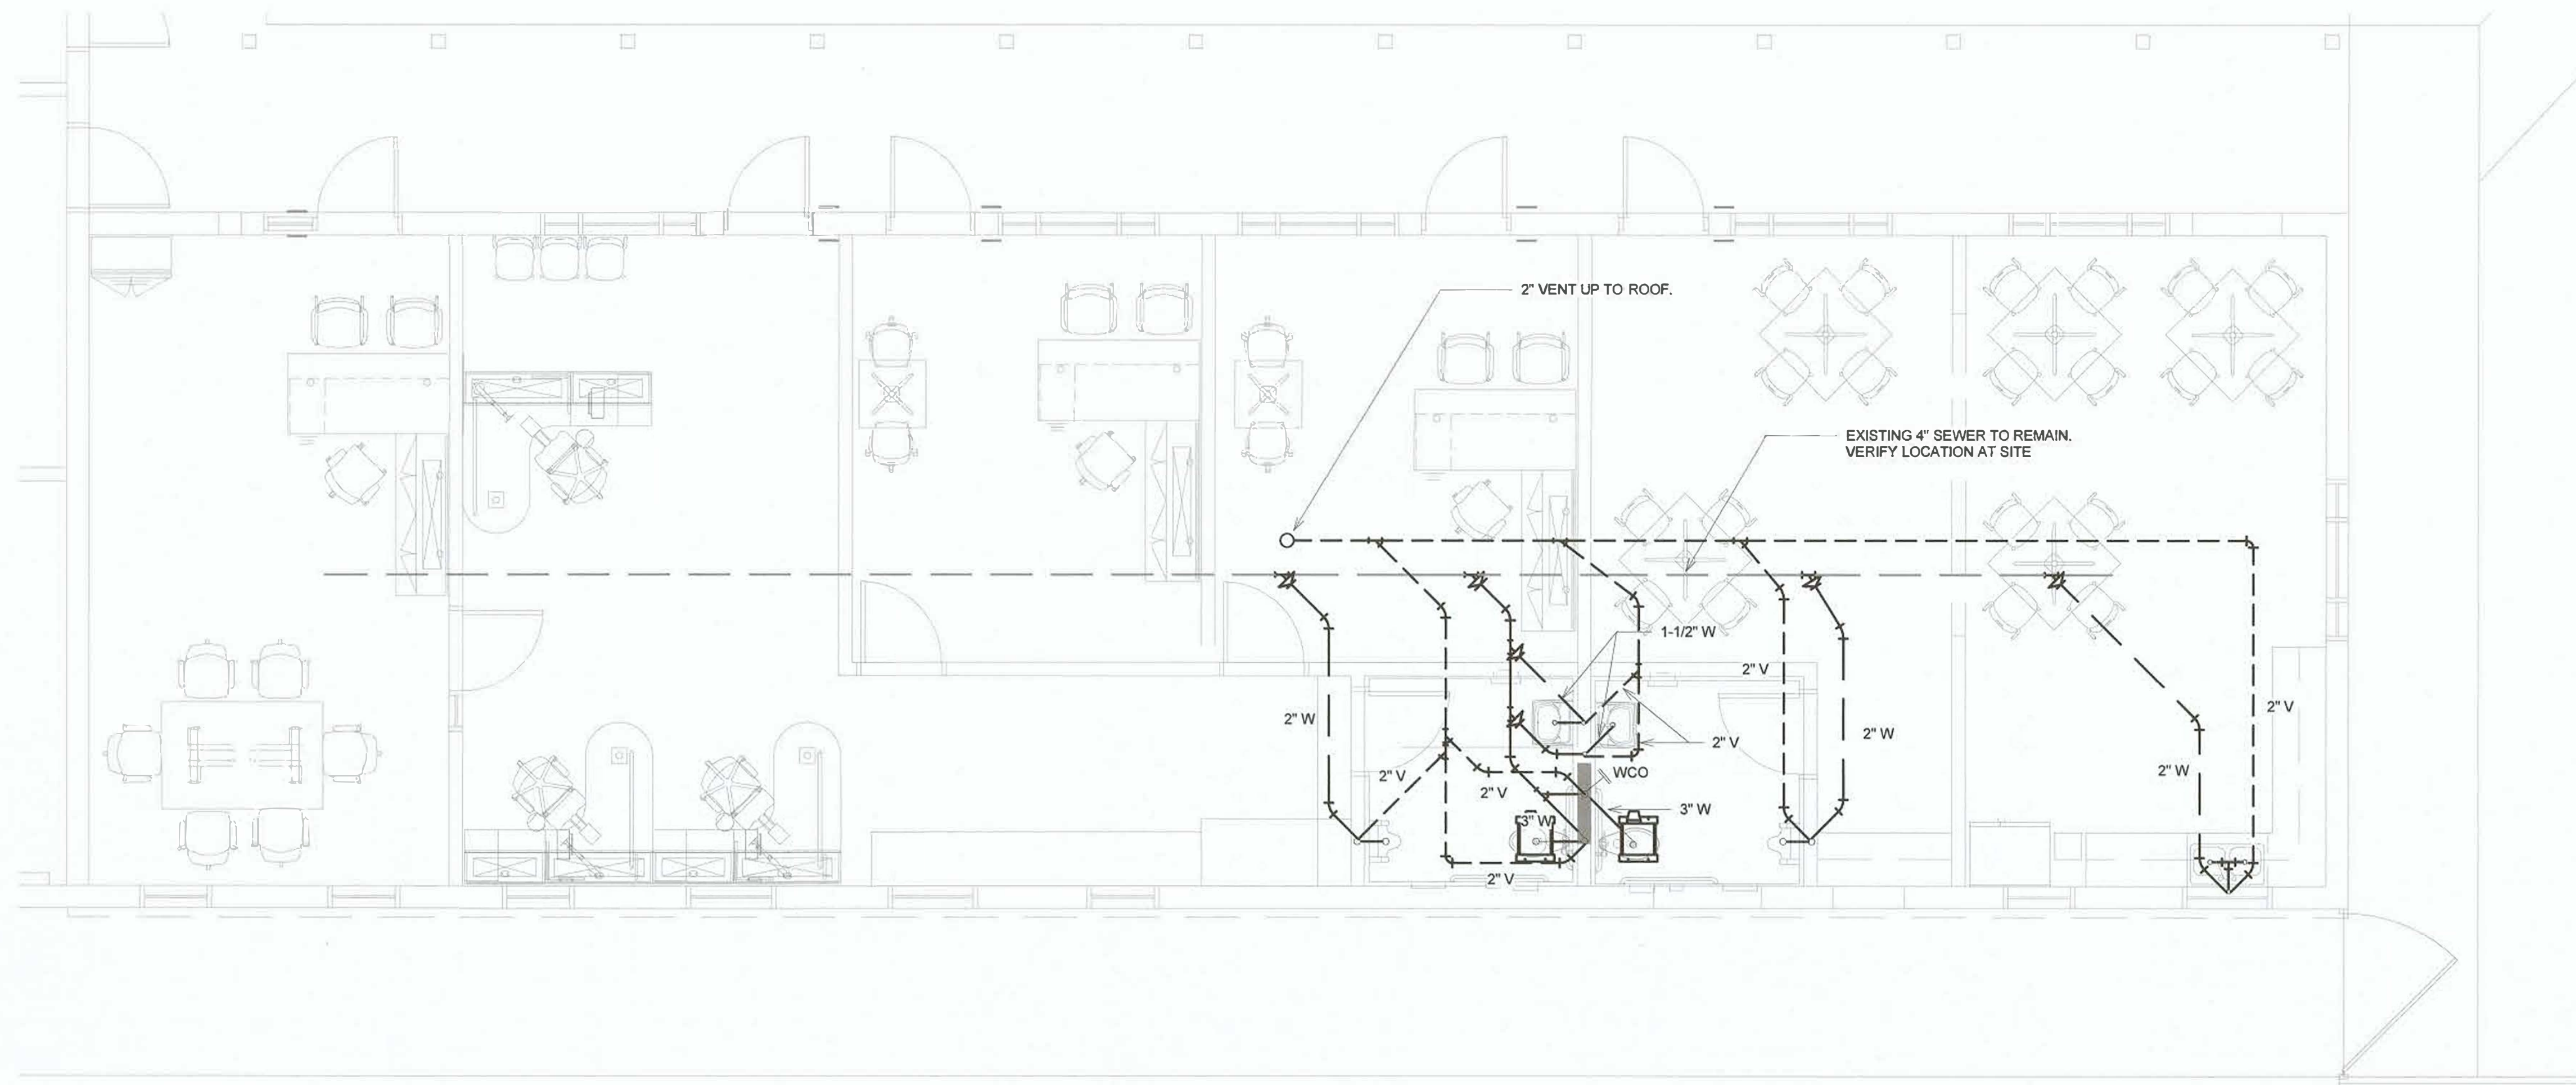 2" VENT UP TO ROOF.
EXISTING 4" SEWER TO REMAIN.
VERIFY LOCATION AT SITE
1-1/2" W
2" V
2" W
2" V
2" W
2" V
2" V
2" W
2" V
WCO
3" W
3" W
2" V